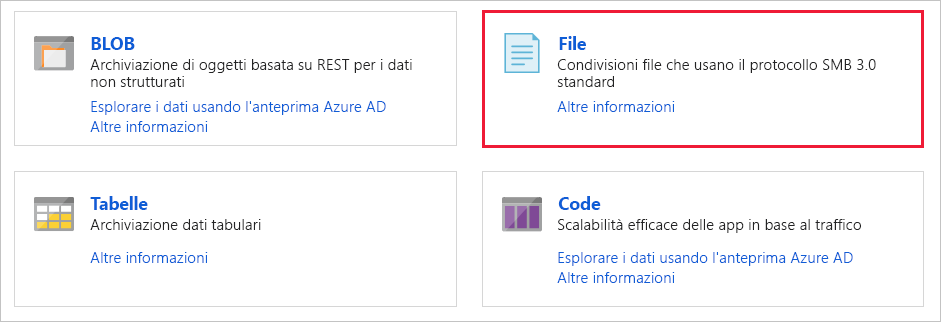 BLOB
Archiviazione di oggetti basata su REST per i dati
non strutturati
Esplorare i dati usando l'anteprima Azure AD
Altre informazioni
File
Condivisioni file che usano il protocollo SMB 3.0
standard
Altre informazioni
Tabelle
Archiviazione dati tabulari
Altre informazioni
Code
Scalabilità efficace delle app in base al traffico
Esplorare i dati usando l'anteprima Azure AD
Altre informazioni